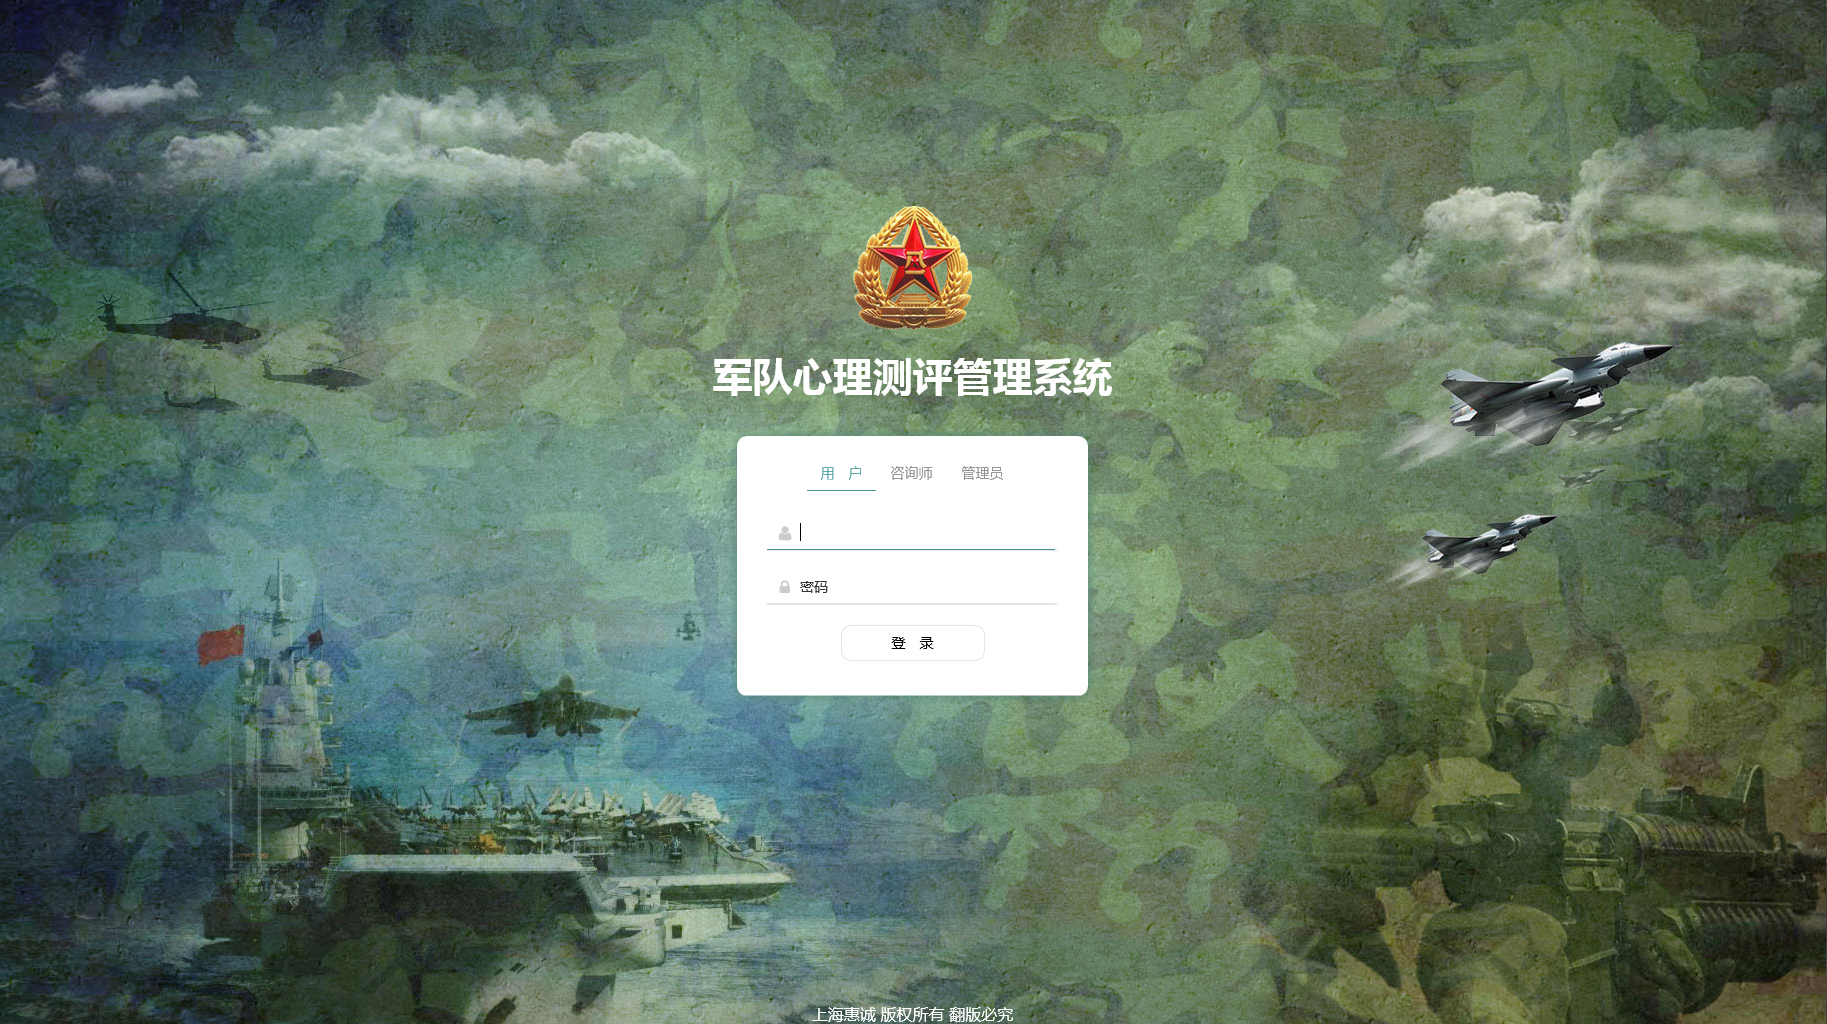 军队心理测评管理系统
用 户 咨询师 管理员
密码
登 录
上海惠诚 版权所有 翻版必究